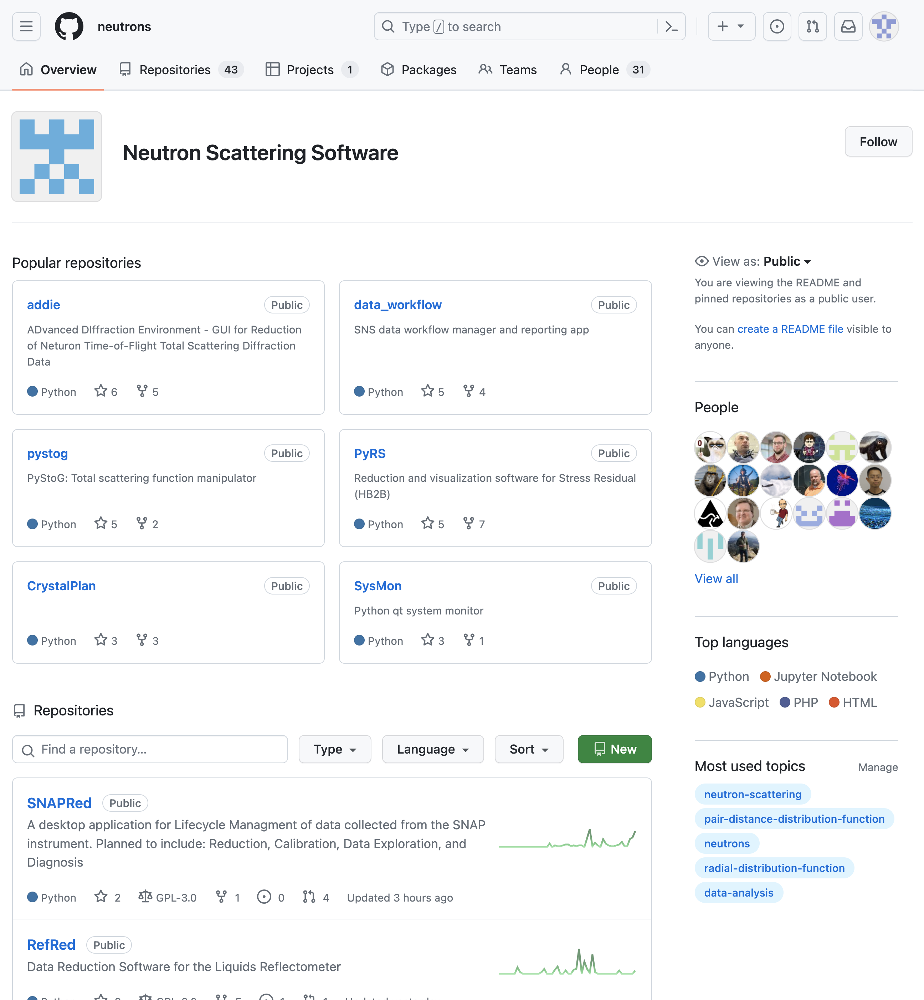 neutrons
Type / to search
Overview
Repositories 43
Projects 1
Packages
Teams
People 31
Neutron Scattering Software
Follow
Popular repositories
addie
Public
ADvanced DIffraction Environment - GUI for Reduction
of Neturon Time-of-Flight Total Scattering Diffraction
Data
Python 6 5
data_workflow
Public
SNS data workflow manager and reporting app
Python 5 4
pystog
Public
PyStoG: Total scattering function manipulator
Python 5 2
PyRS
Public
Reduction and visualization software for Stress Residual
(HB2B)
Python 5 7
CrystalPlan
Public
Python 3 3
SysMon
Public
Python qt system monitor
Python 3 1
Repositories
Find a repository...
Type
Language
Sort
New
SNAPRed Public
A desktop application for Lifecycle Managment of data collected from the SNAP
instrument. Planned to include: Reduction, Calibration, Data Exploration, and
Diagnosis
Python 2 GPL-3.0 1 0 4 Updated 3 hours ago
RefRed Public
Data Reduction Software for the Liquids Reflectometer
View as: Public
You are viewing the README and
pinned repositories as a public user.
You can create a README file visible to
anyone.
People
0
View all
Top languages
Python Jupyter Notebook
JavaScript PHP HTML
Most used topics
Manage
neutron-scattering
pair-distance-distribution-function
neutrons
radial-distribution-function
data-analysis